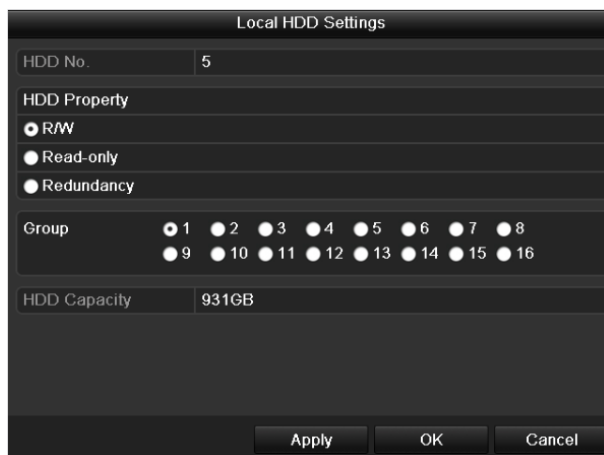 Local HDD Settings
HDD No. 5
HDD Property
R/W
Read-only
Redundancy
Group 1 2 3 4 5 6 7 8
9 10 11 12 13 14 15 16
HDD Capacity 931GB
Apply OK Cancel